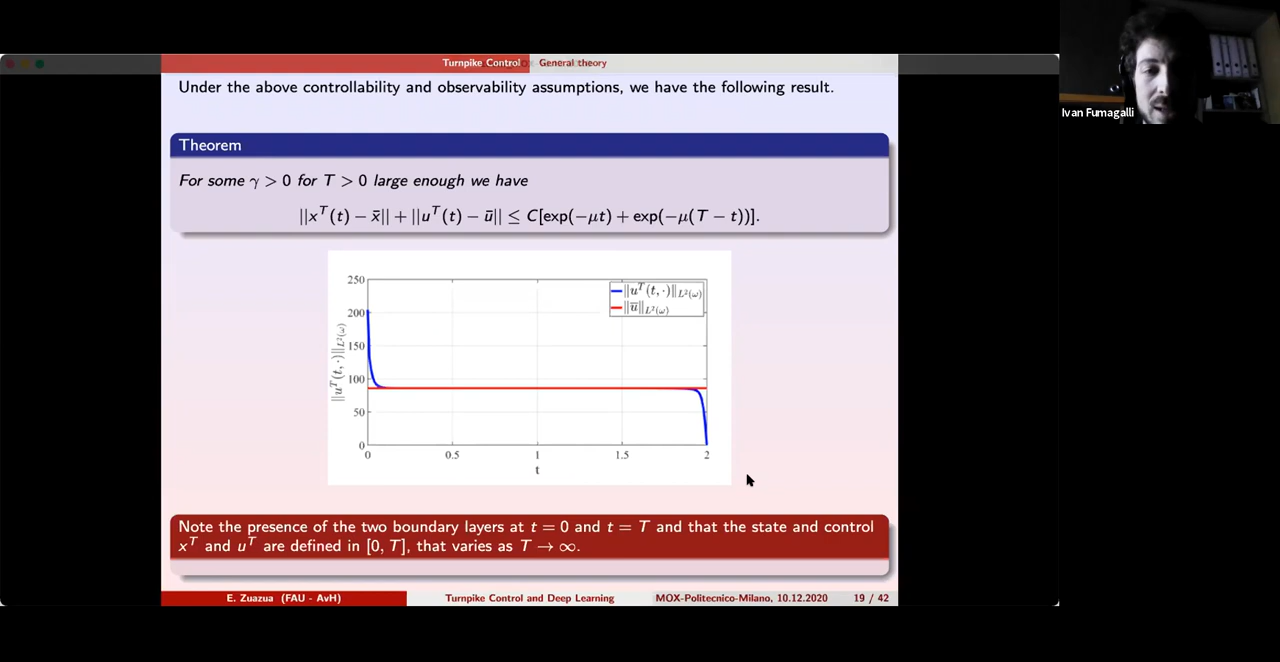 Turnpike Control General theory
Under the above controllability and observability assumptions, we have the following result.
Ivan Fumagalli
Theorem
For some γ > 0 for T > 0 large enough we have
||x^T(t) − x̄|| + ||u^T(t) − ū|| ≤ C[exp(−μt) + exp(−μ(T − t))].
250
200
150
100
50
0
||u^T(t, ·)||_{L²(ω)}
||u^T(t, ·)||_{L²(ω)}
||u̅||_{L²(ω)}
0 0.5 1 1.5 2
t
Note the presence of the two boundary layers at t = 0 and t = T and that the state and control
x^T and u^T are defined in [0, T], that varies as T → ∞.
E. Zuazua (FAU - AvH) Turnpike Control and Deep Learning MOX-Politecnico-Milano, 10.12.2020 19 / 42